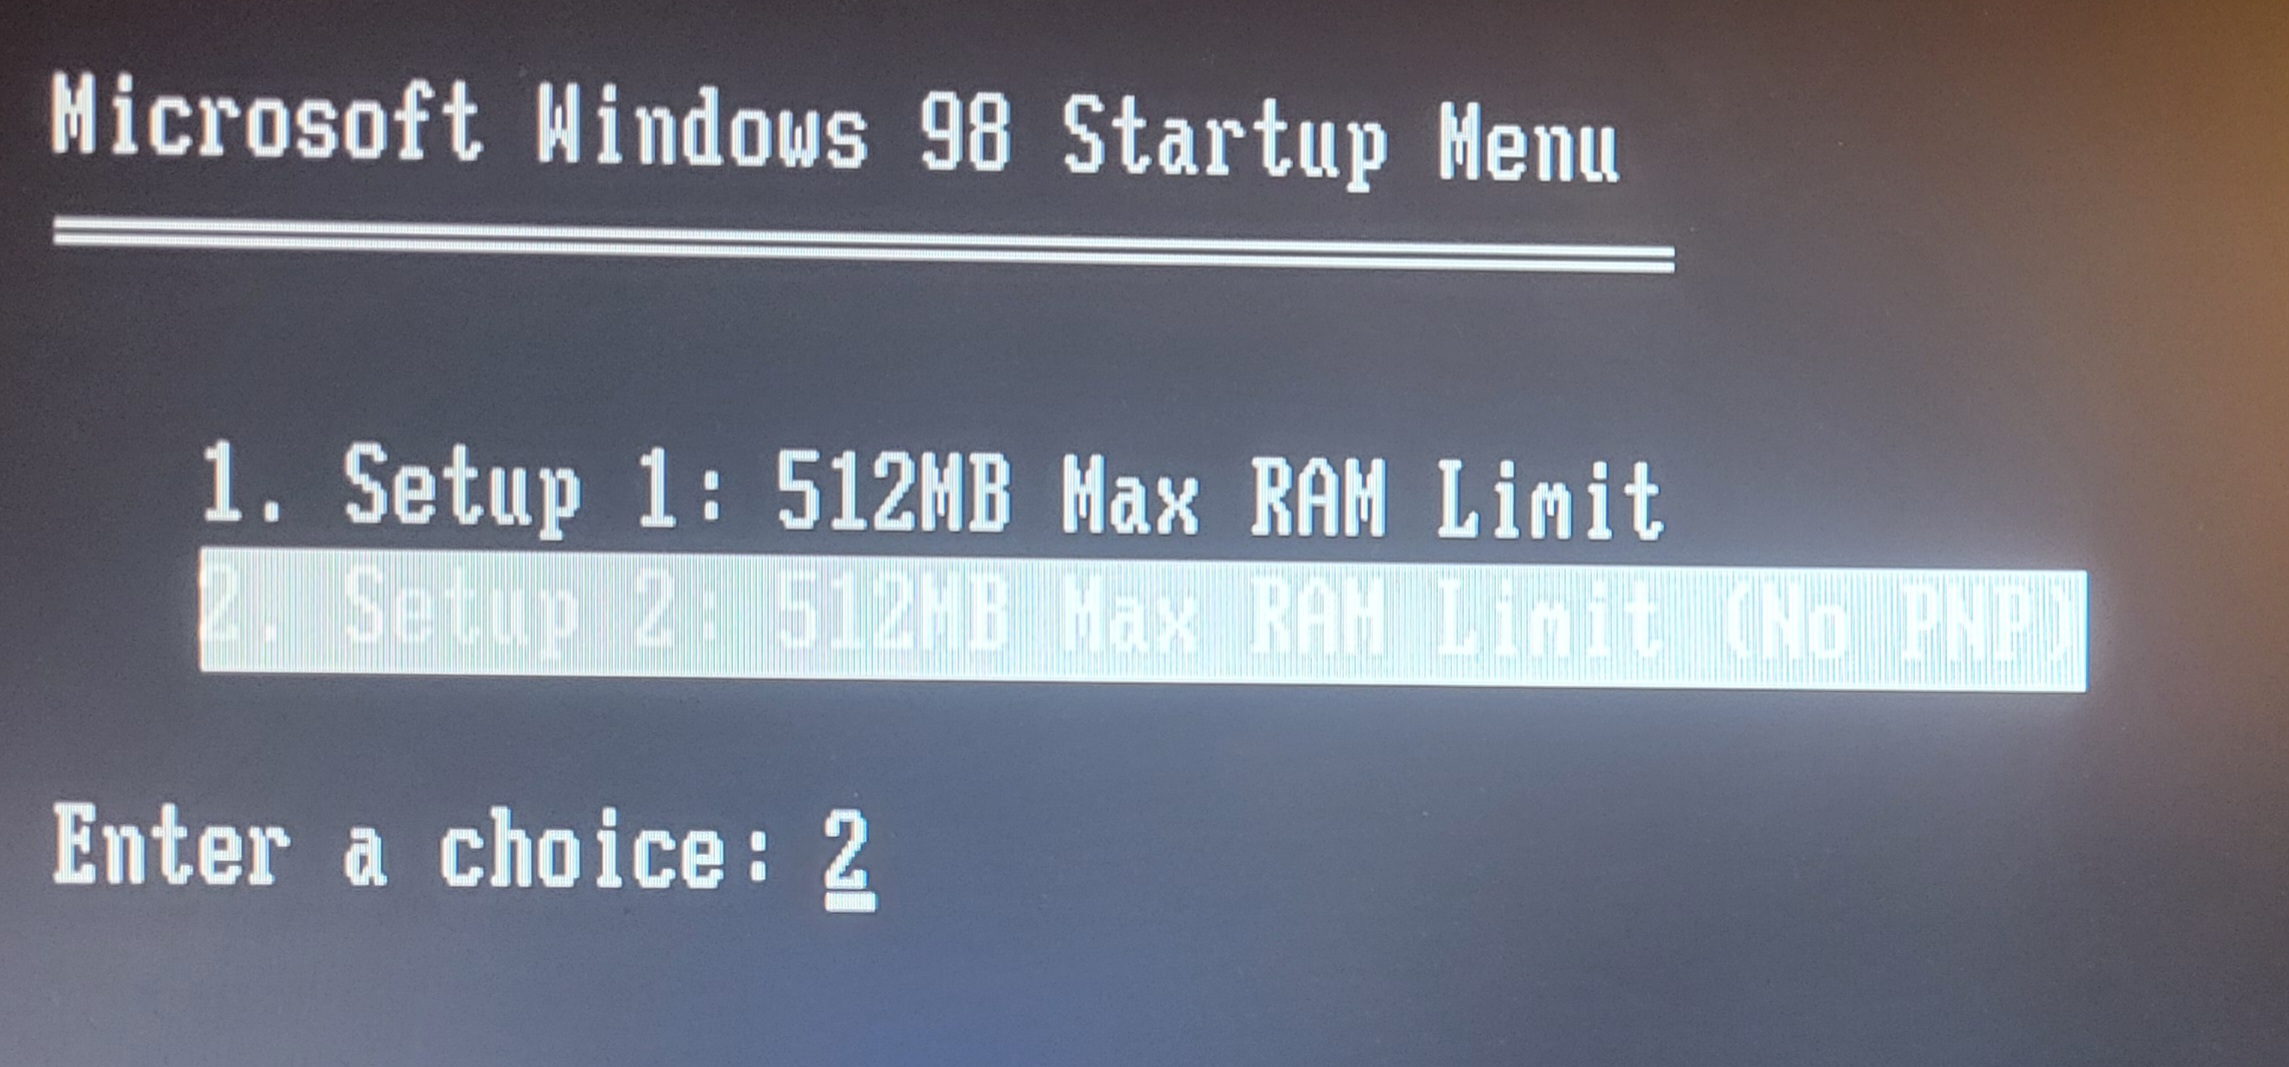 Microsoft Windows 98 Startup Menu
1. Setup 1: 512MB Max RAM Limit
2. Setup 2: 512MB Max RAM Limit (No PNP)
Enter a choice: 2